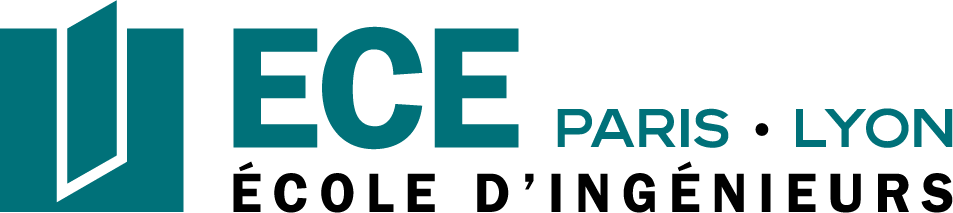 ECE PARIS • LYON
ÉCOLE D'INGÉNIEURS